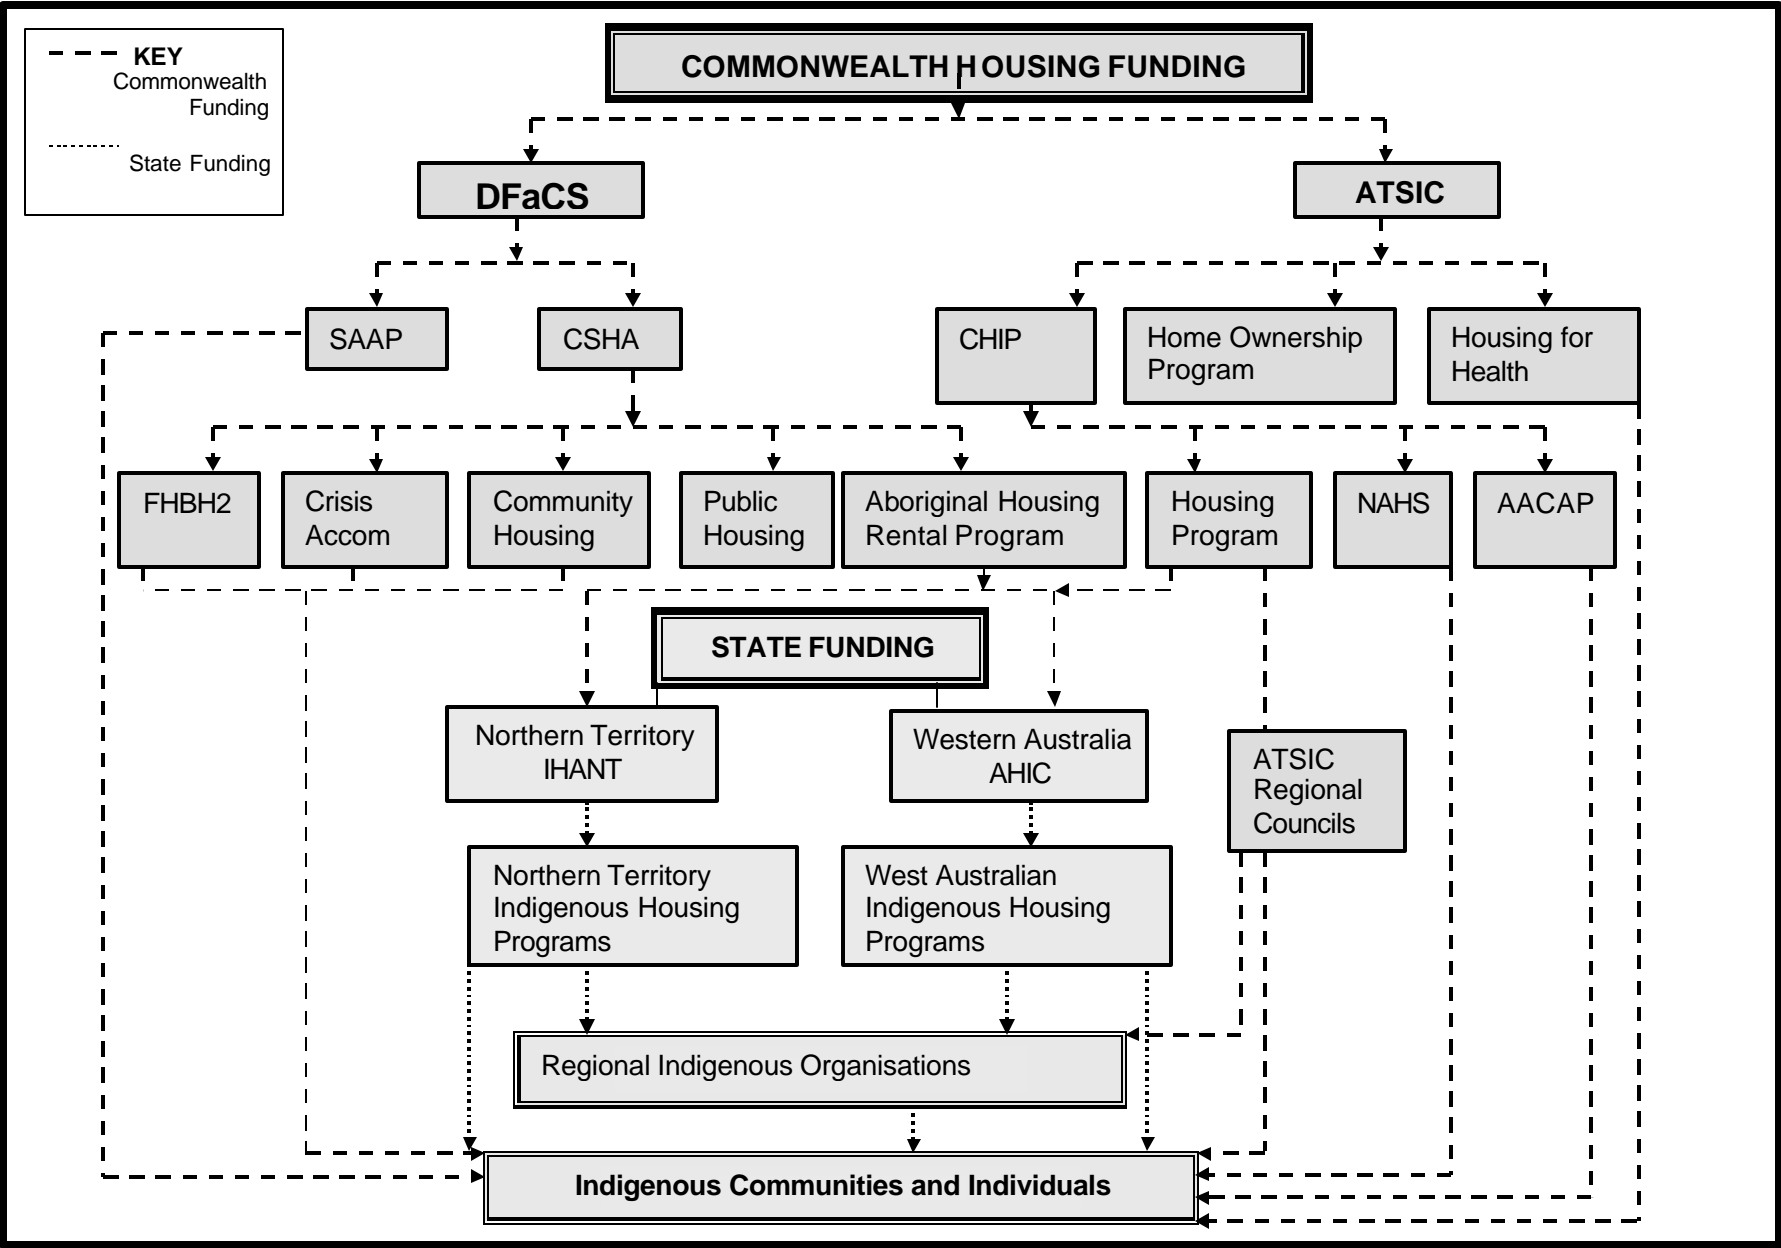 KEY
Commonwealth
Funding
State Funding
COMMONWEALTH HOUSING FUNDING
DFaCS
ATSIC
SAAP
CSHA
CHIP
Home Ownership
Program
Housing for
Health
FHBH2
Crisis
Accom
Community
Housing
Public
Housing
Aboriginal Housing
Rental Program
Housing
Program
NAHS
AACAP
STATE FUNDING
Northern Territory
IHANT
Western Australia
AHIC
ATSIC
Regional
Councils
Northern Territory
Indigenous Housing
Programs
West Australian
Indigenous Housing
Programs
Regional Indigenous Organisations
Indigenous Communities and Individuals